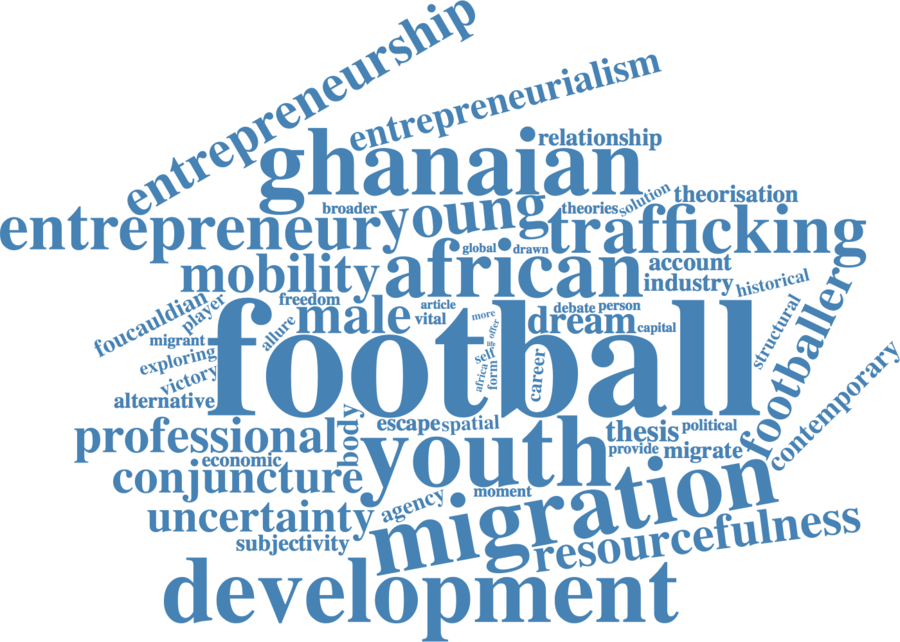 entrepreneurship
entrepreneurialism
relationship
ghanaian
solution
theorisation
broader
young
theories
entrepreneur
trafficking
global
drawn
mobility
african
account
industry
historical
foucauldian
player
freedom
male
article
vital
more
debate
person
dream
capital
allure
offer
football
structural
footballer
migrant
exploring
victory
alternative
self
africa
form
career
contemporary
professional
body
escape
spatial
youth
thesis
political
provide
migrate
economic
conjuncture
migration
agency
moment
uncertainty
subjectivity
resourcefulness
development